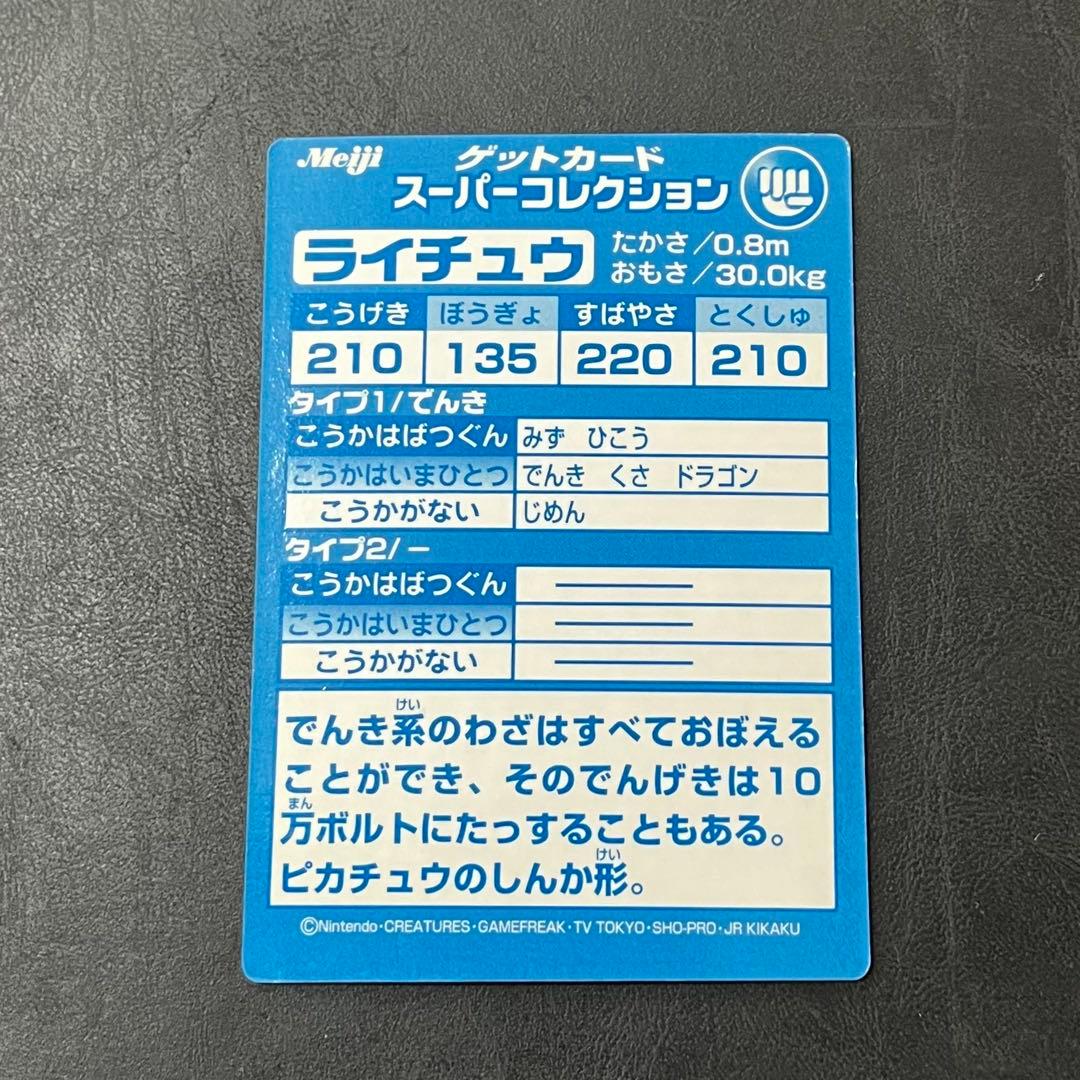 Meiji
ゲットカード
スーパーコレクション
ライチュウ
たかさ／0.8m
おもさ／30.0kg
こうげき ぼうぎょ すばやさ とくしゅ
210 135 220 210
タイプ1/でんき
こうかはばつぐん みず ひこう
こうかはいまひとつ でんき くさ ドラゴン
こうかがない じめん
タイプ2/ー
こうかはばつぐん
こうかはいまひとつ
こうかがない
けい
でんき系のわざはすべておぼえる
ことができ、そのでんげきは10
まん
万ボルトにたっすることもある。
けい
ピカチュウのしんか形。
©Nintendo・CREATURES・GAMEFREAK・TV TOKYO・SHO-PRO・JR KIKAKU